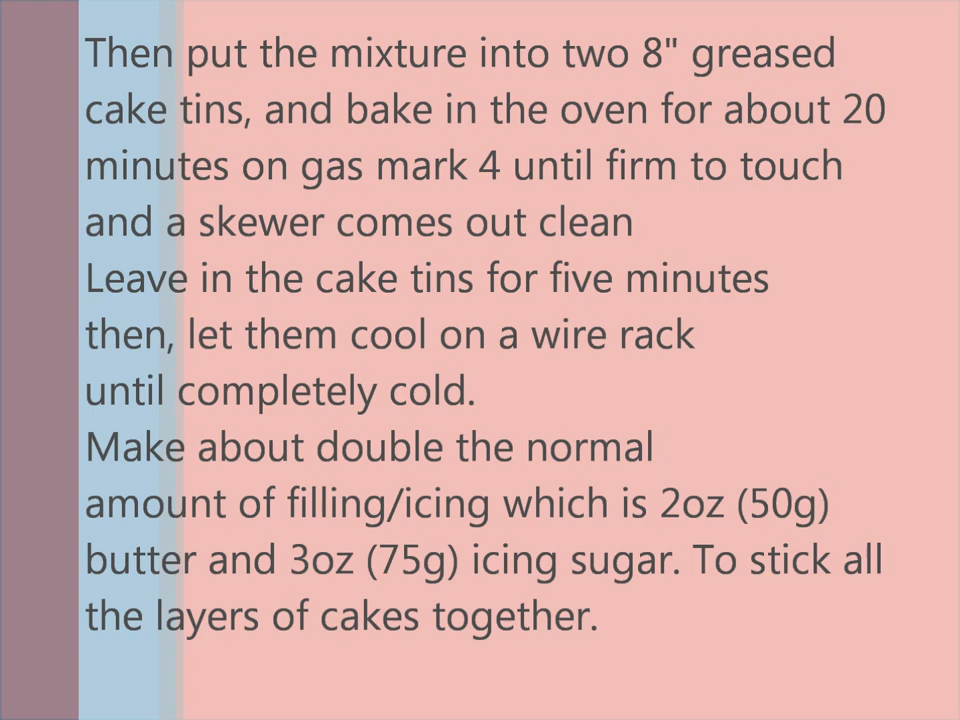 Then put the mixture into two 8" greased
cake tins, and bake in the oven for about 20
minutes on gas mark 4 until firm to touch
and a skewer comes out clean
Leave in the cake tins for five minutes
then, let them cool on a wire rack
until completely cold.
Make about double the normal
amount of filling/icing which is 2oz (50g)
butter and 3oz (75g) icing sugar. To stick all
the layers of cakes together.